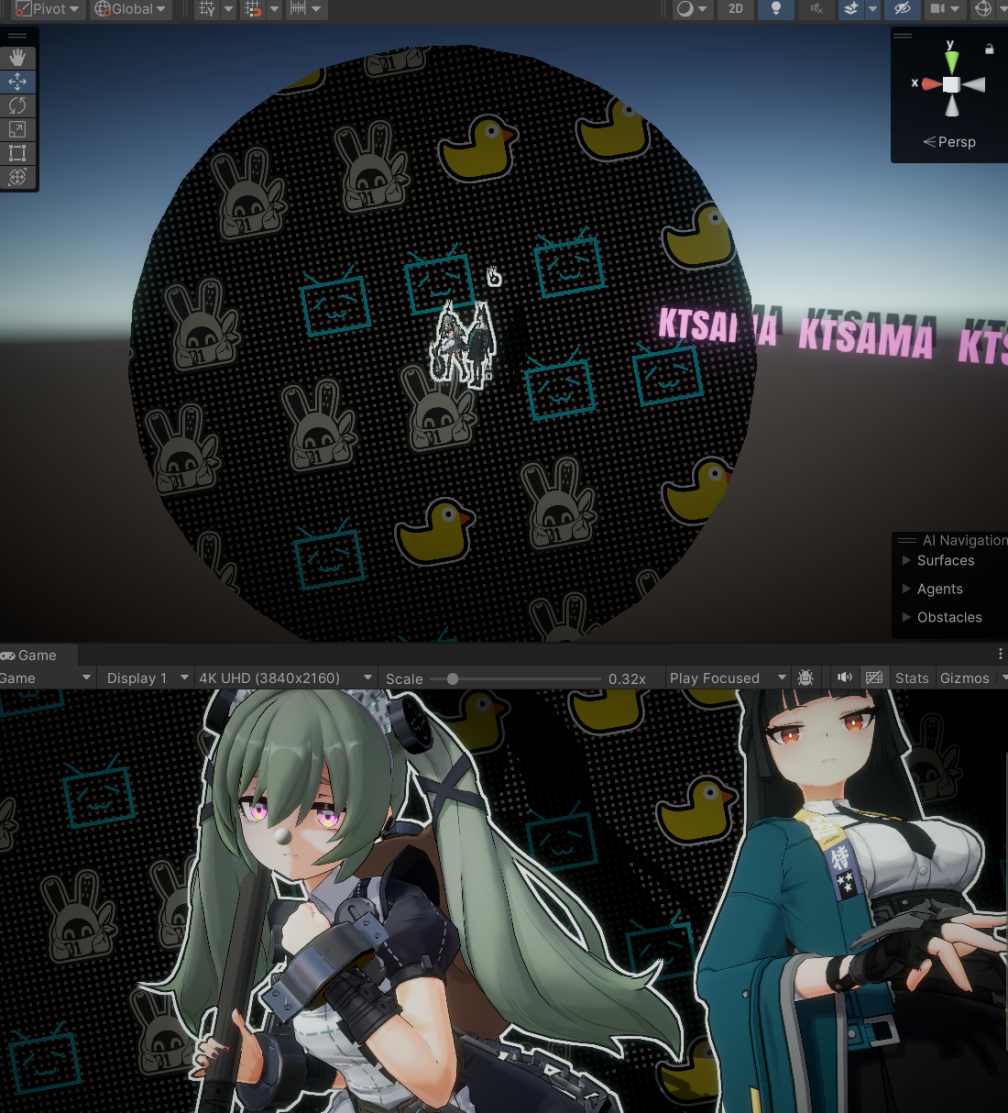 Pivot
Global
2D
y
x
Persp
KTSAMA
KTSAMA
AI Navigation
Surfaces
Agents
Obstacles
Game
Game
Display 1
4K UHD (3840x2160)
Scale
0.32x
Play Focused
Stats
Gizmos
侍